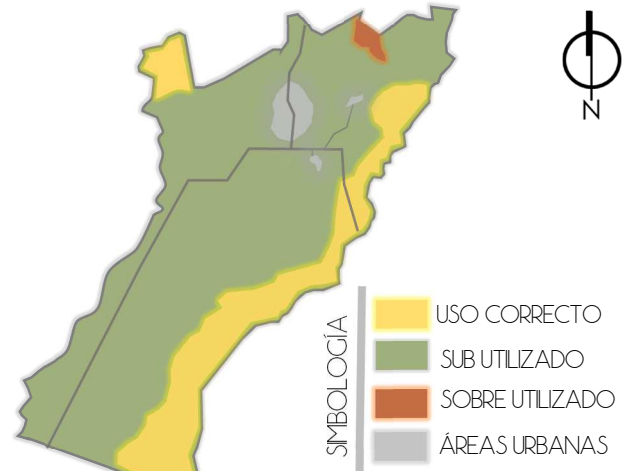 N
SIMBOLOGÍA
USO CORRECTO
SUB UTILIZADO
SOBRE UTILIZADO
ÁREAS URBANAS